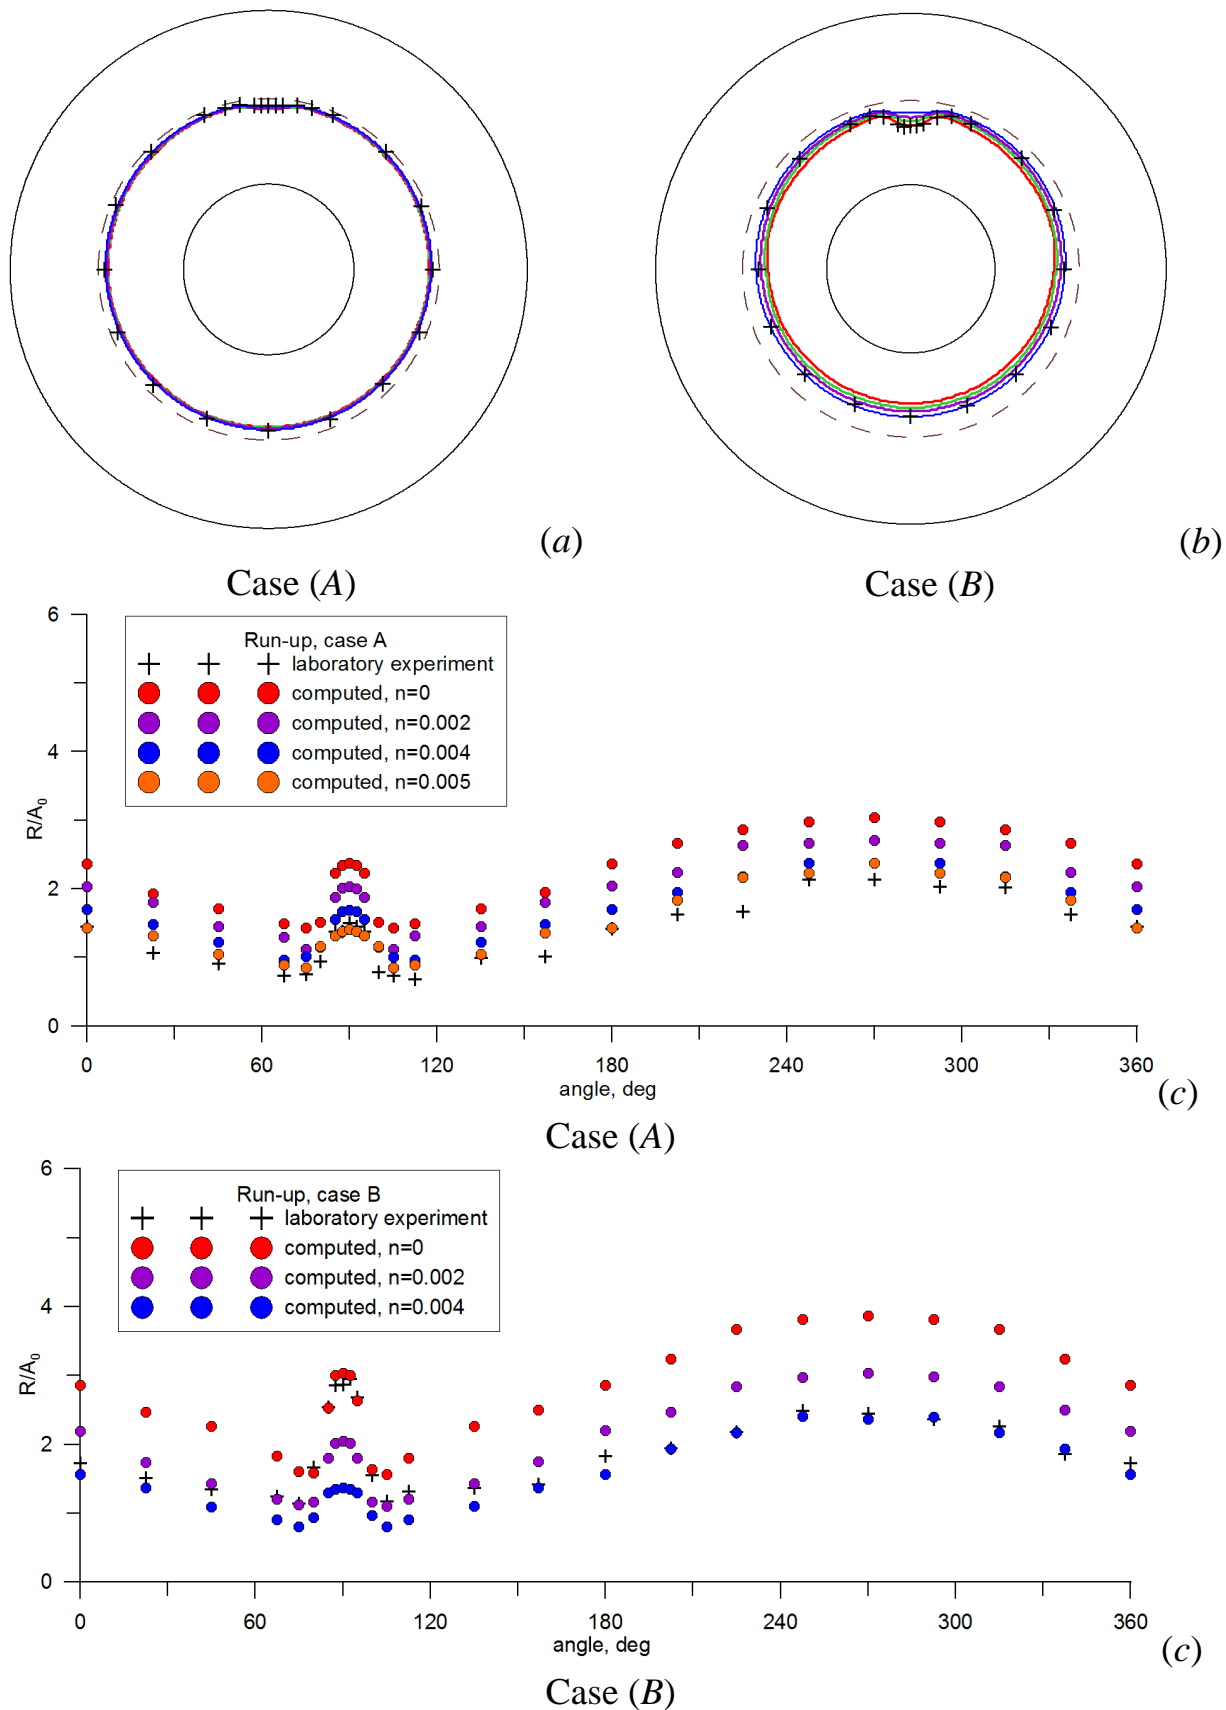 (a)
(b)
Case (A)
Case (B)
6
4
2
0
R/A0
Run-up, case A
laboratory experiment
computed, n=0
computed, n=0.002
computed, n=0.004
computed, n=0.005
0 60 120 180 240 300 360
angle, deg
(c)
Case (A)
6
4
2
0
R/A0
Run-up, case B
laboratory experiment
computed, n=0
computed, n=0.002
computed, n=0.004
0 60 120 180 240 300 360
angle, deg
(c)
Case (B)